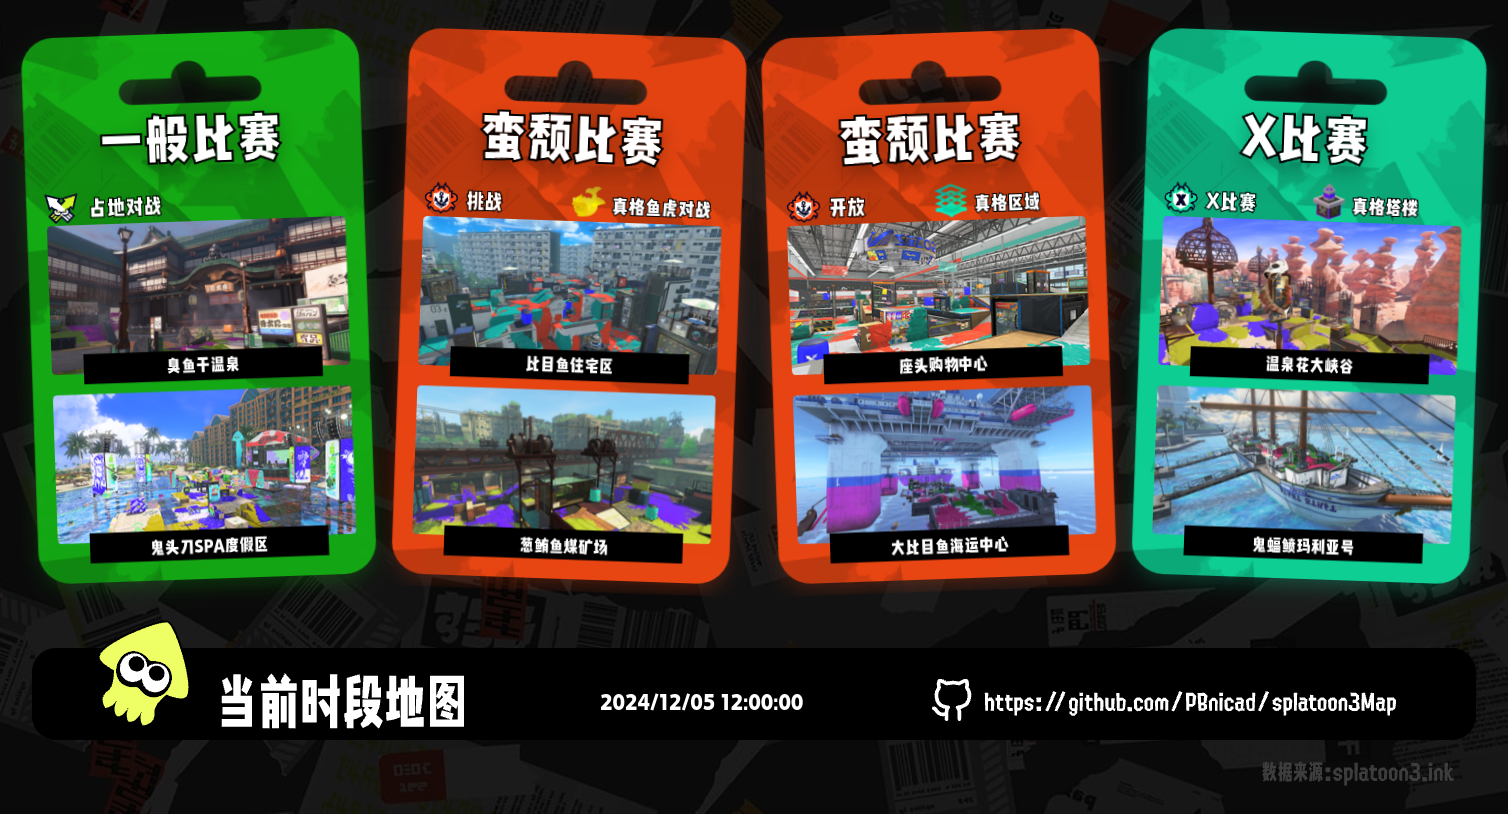 一般比赛
占地对战
臭鱼干温泉
鬼头刀SPA度假区
蛮颓比赛
挑战
真格鱼虎对战
比目鱼住宅区
葱鲔鱼煤矿场
蛮颓比赛
开放
真格区域
座头购物中心
大比目鱼海运中心
X比赛
X比赛
真格塔楼
温泉花大峡谷
鬼蝠鲼玛利亚号
当前时段地图
2024/12/05 12:00:00
https://github.com/PBnicad/splatoon3Map
数据来源:splatoon3.ink